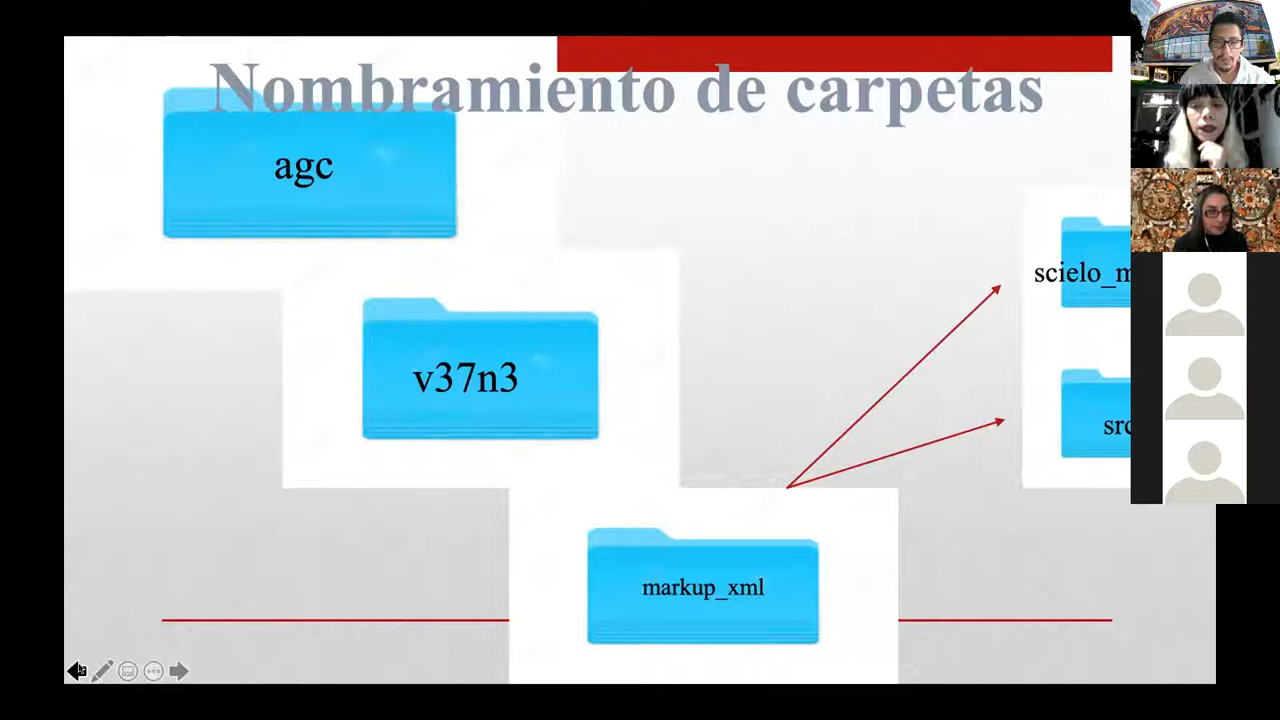 Nombramiento de carpetas
agc
v37n3
scielo_m
src
markup_xml